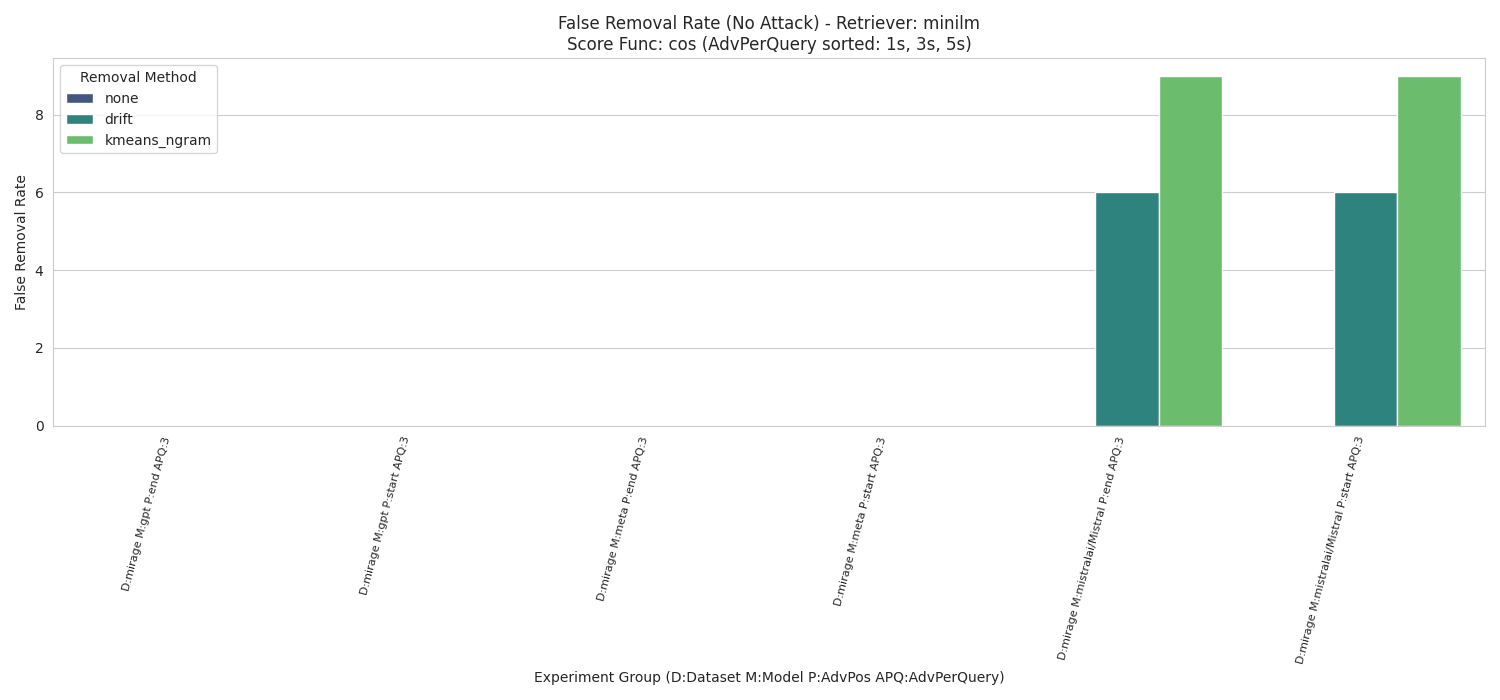 False Removal Rate (No Attack) - Retriever: minilm
Score Func: cos (AdvPerQuery sorted: 1s, 3s, 5s)
Removal Method
none
drift
kmeans_ngram
False Removal Rate
8
6
4
2
0
D:mirage M:gpt P:end APQ:3
D:mirage M:gpt P:start APQ:3
D:mirage M:meta P:end APQ:3
D:mirage M:meta P:start APQ:3
D:mirage M:mistralai/Mistral P:end APQ:3
D:mirage M:mistralai/Mistral P:start APQ:3
Experiment Group (D:Dataset M:Model P:AdvPos APQ:AdvPerQuery)